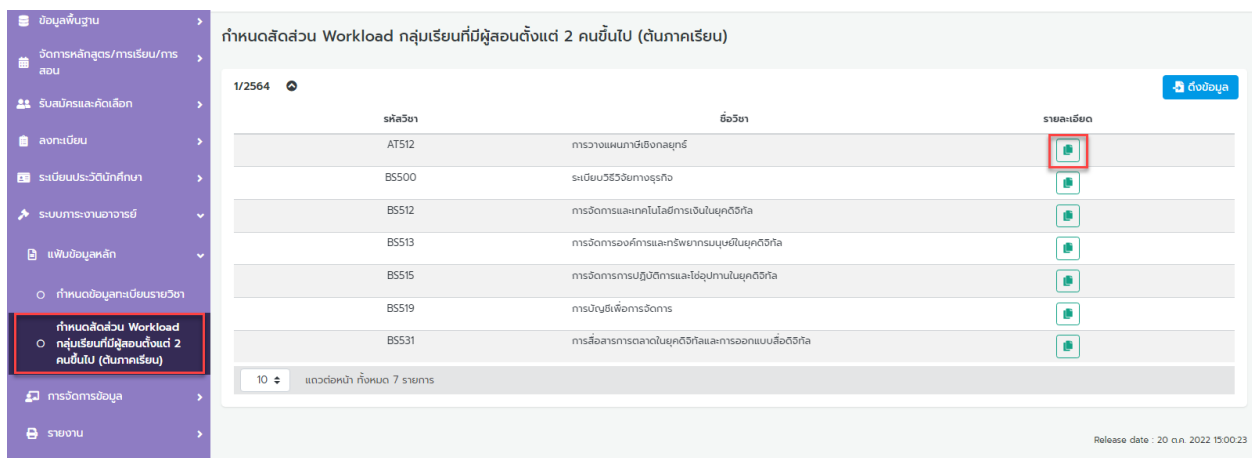 ข้อมูลพื้นฐาน
จัดการหลักสูตร/การเรียน/การ
สอน
รับสมัครและคัดเลือก
ลงทะเบียน
ระเบียนประวัตินักศึกษา
ระบบภาระงานอาจารย์
แฟ้มข้อมูลหลัก
กำหนดข้อมูลทะเบียนรายวิชา
กำหนดสัดส่วน Workload
กลุ่มเรียนที่มีผู้สอนตั้งแต่ 2
คนขึ้นไป (ต้นภาคเรียน)
การจัดการข้อมูล
รายงาน
กำหนดสัดส่วน Workload กลุ่มเรียนที่มีผู้สอนตั้งแต่ 2 คนขึ้นไป (ต้นภาคเรียน)
1/2564 ดึงข้อมูล
รหัสวิชา ชื่อวิชา รายละเอียด
AT512 การวางแผนภาษีเชิงกลยุทธ์
BS500 ระเบียบวิธีวิจัยทางธุรกิจ
BS512 การจัดการและเทคโนโลยีการเงินในยุคดิจิทัล
BS513 การจัดการองค์การและทรัพยากรมนุษย์ในยุคดิจิทัล
BS515 การจัดการการปฏิบัติการและโซ่อุปทานในยุคดิจิทัล
BS519 การบัญชีเพื่อการจัดการ
BS531 การสื่อสารการตลาดในยุคดิจิทัลและการออกแบบสื่อดิจิทัล
10 แถวต่อหน้า ทั้งหมด 7 รายการ
Release date : 20 ต.ค. 2022 15:00:23